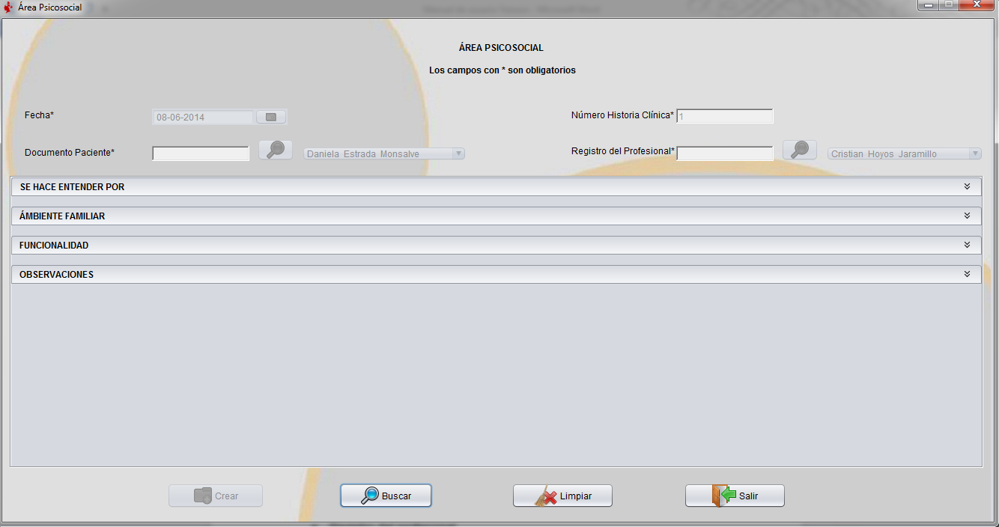 Área Psicosocial
ÁREA PSICOSOCIAL
Los campos con * son obligatorios
Fecha*
08-06-2014
Número Historia Clínica*
1
Documento Paciente*
Daniela Estrada Monsalve
Registro del Profesional*
Cristian Hoyos Jaramillo
SE HACE ENTENDER POR
ÁMBIENTE FAMILIAR
FUNCIONALIDAD
OBSERVACIONES
Crear
Buscar
Limpiar
Salir